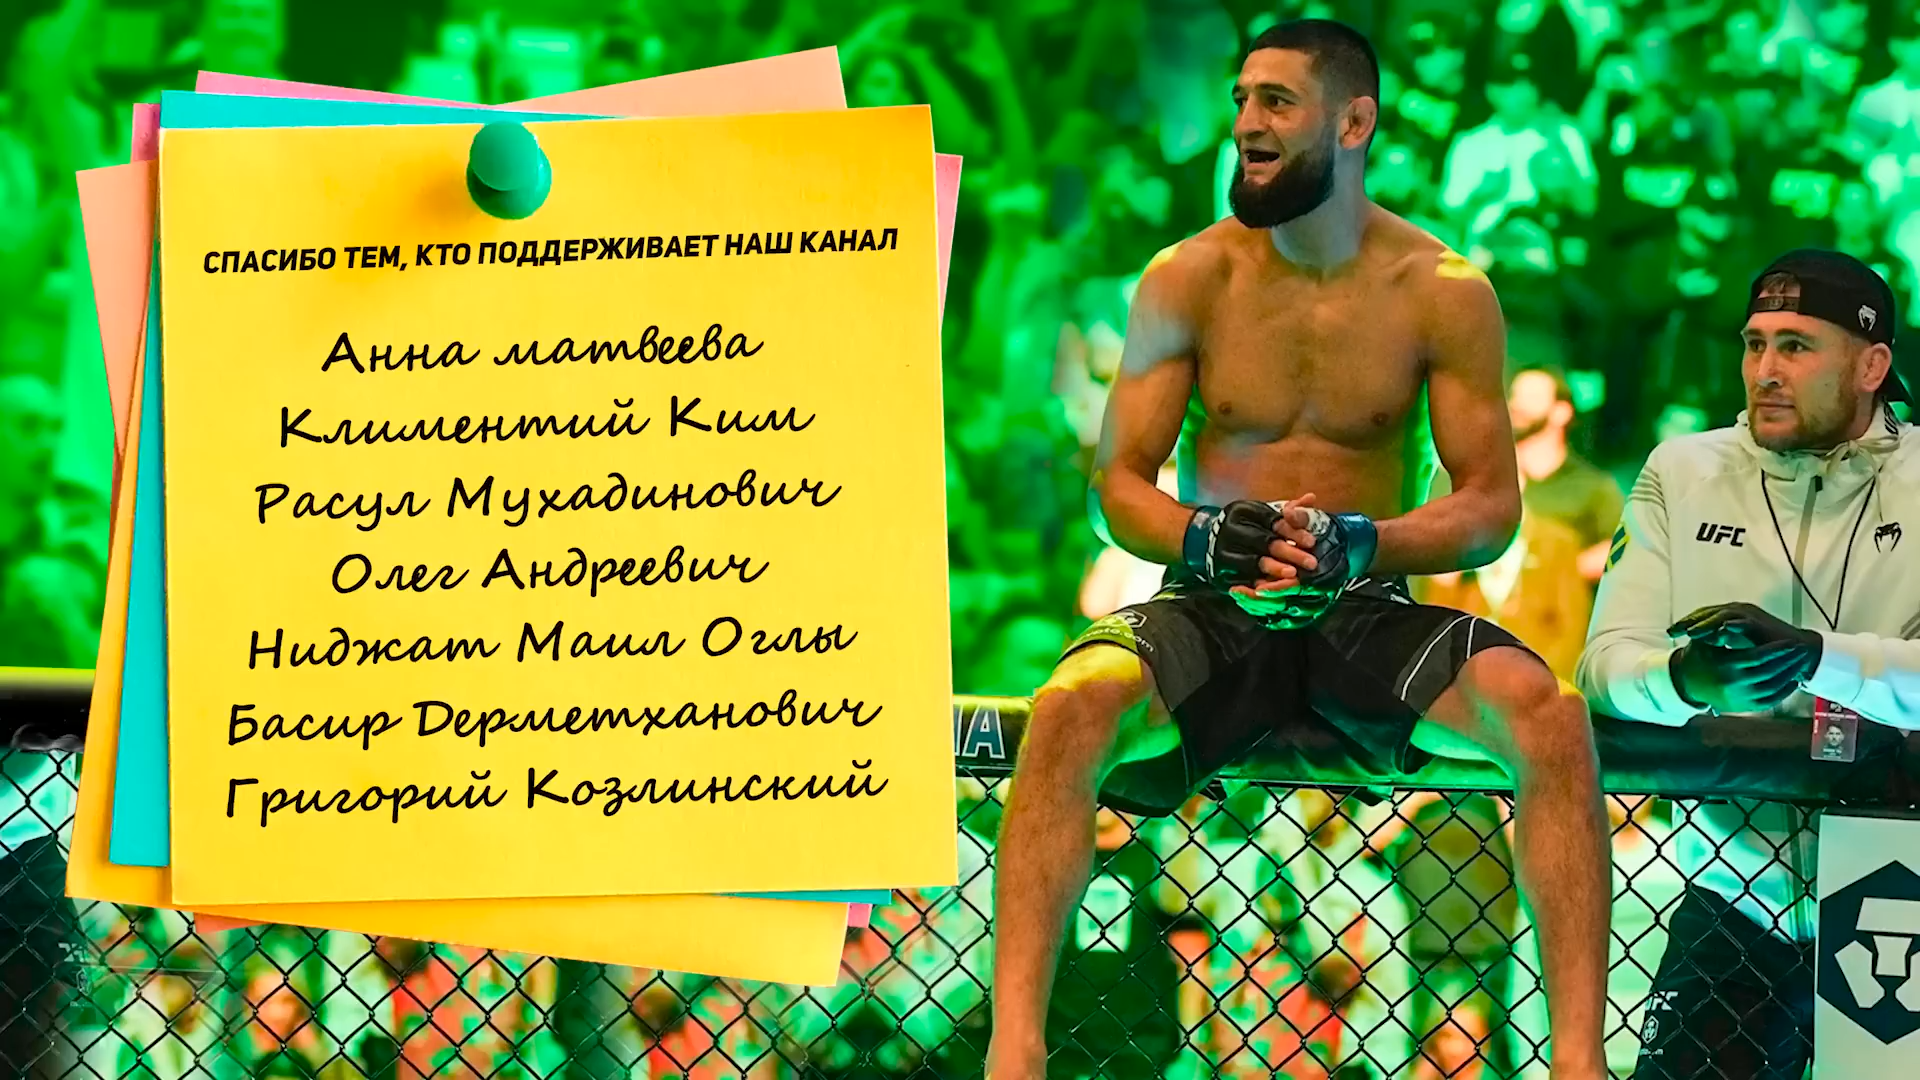 СПАСИБО ТЕМ, КТО ПОДДЕРЖИВАЕТ НАШ КАНАЛ
Анна матвеева
Климентий Ким
Расул Мухадинович
Олег Андреевич
Ниджат Маил Оглы
Басир Дерметханович
Григорий Козлинский
UFC
UFC